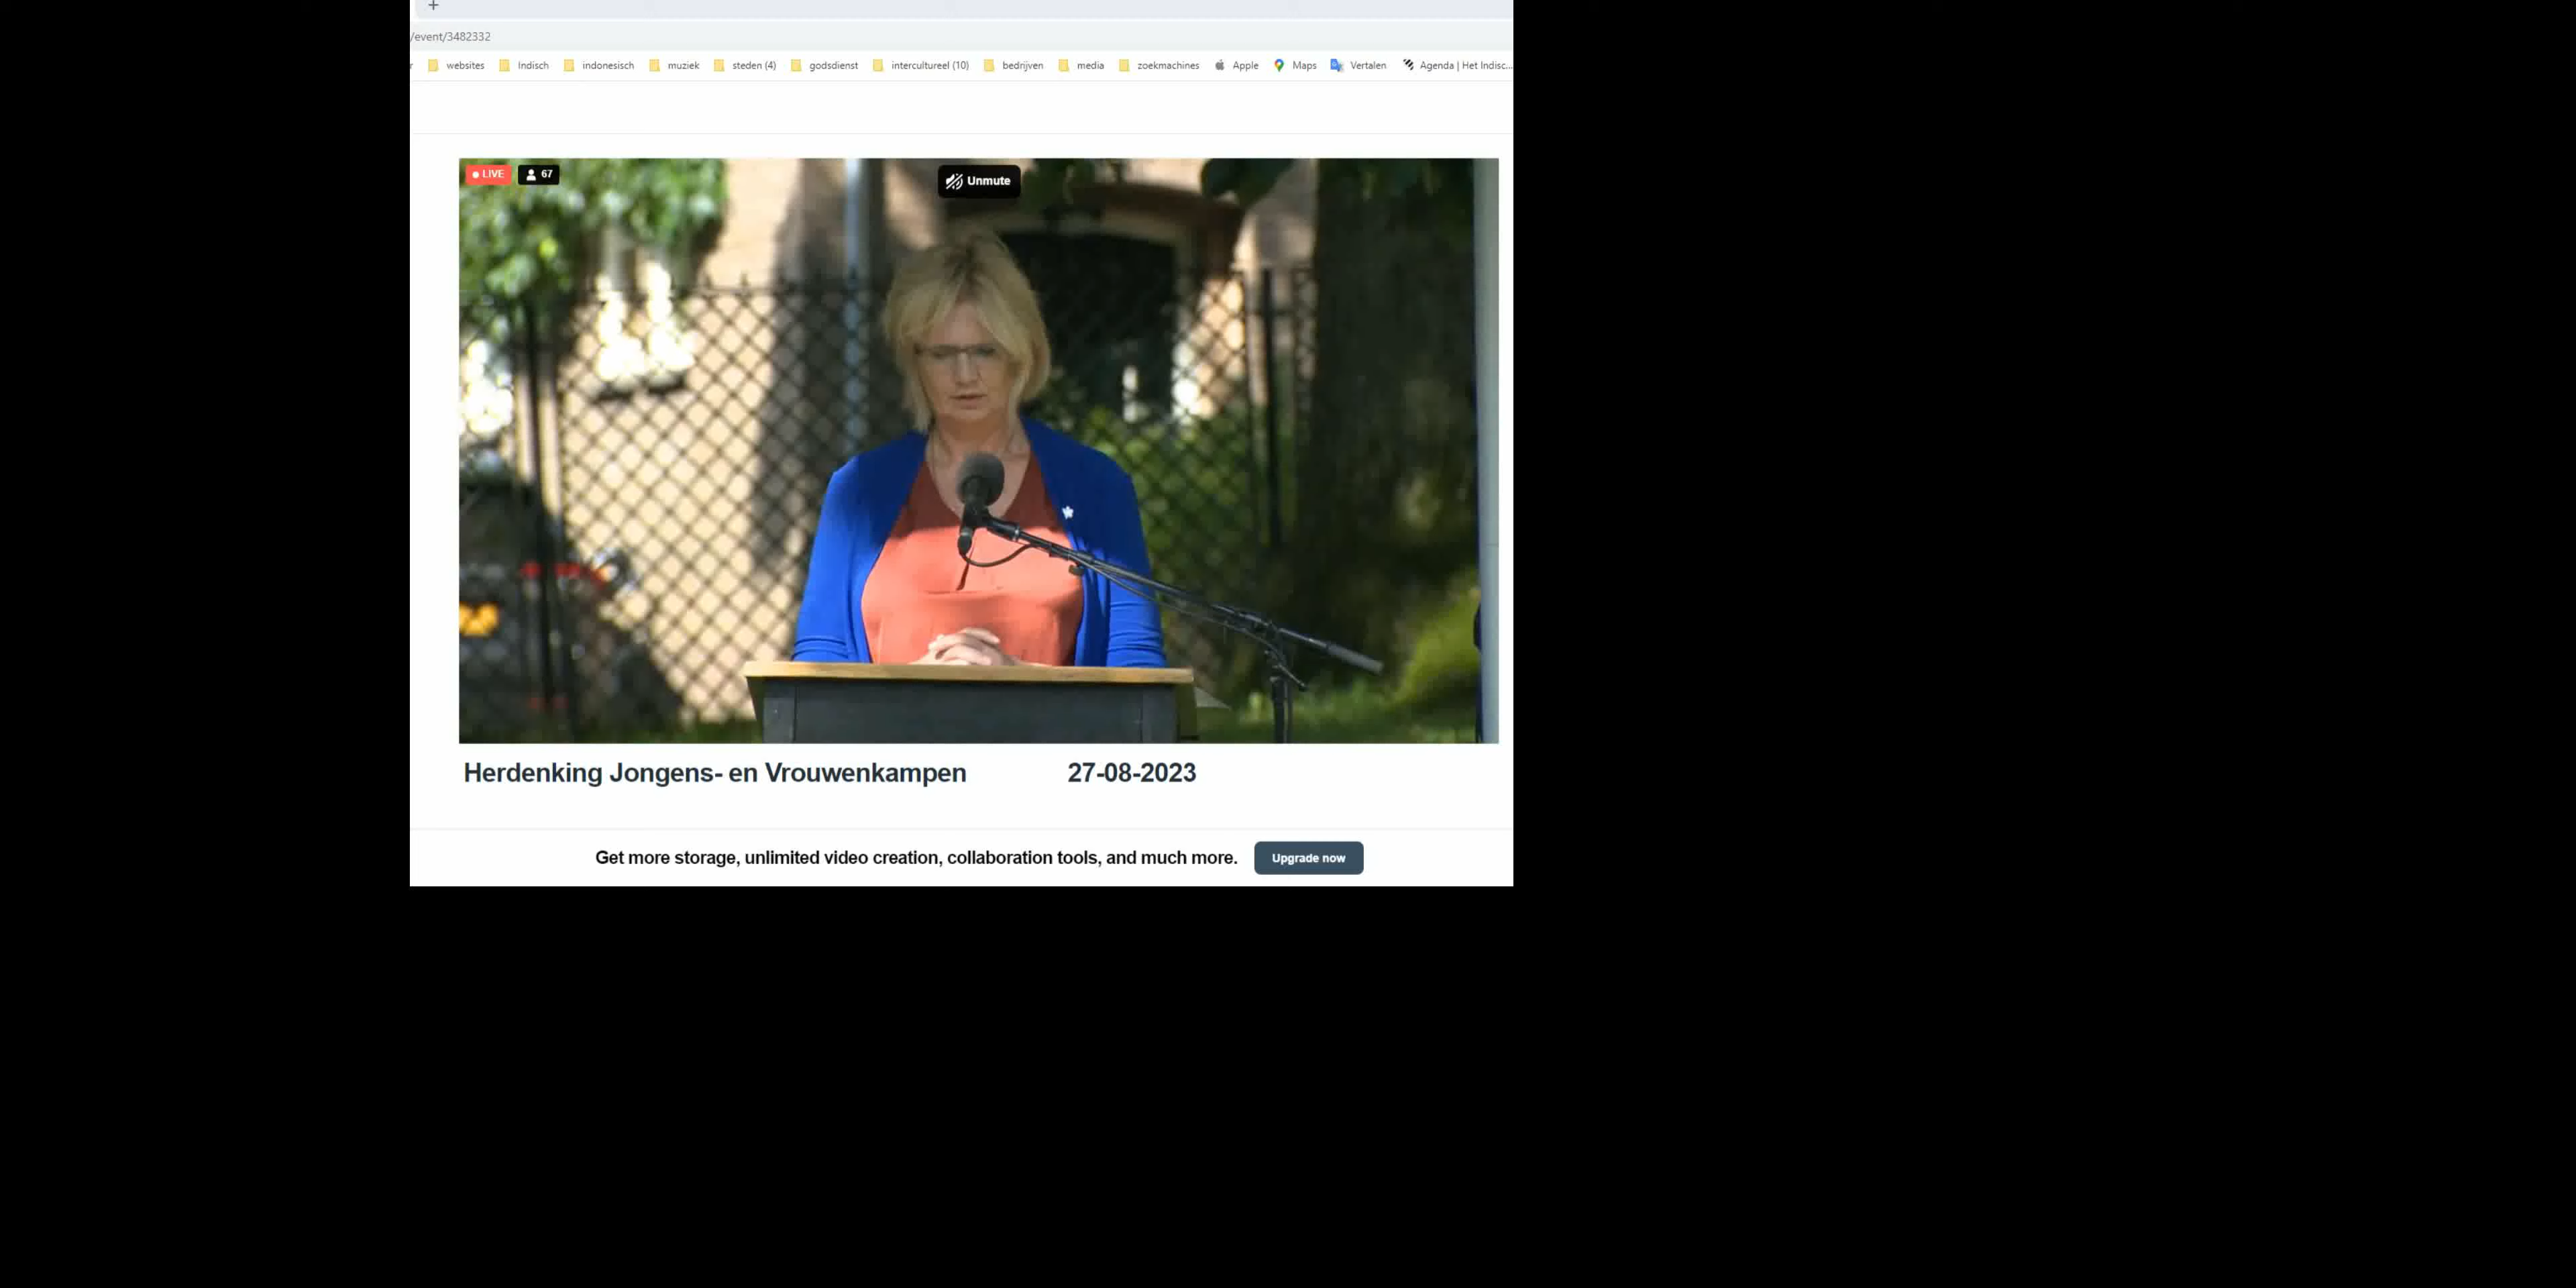 +
/event/3482332
r websites Indisch indonesisch muziek steden (4) godsdienst intercultureel (10) bedrijven media zoekmachines Apple Maps Vertalen Agenda | Het Indisc...
LIVE 67 Unmute
Herdenking Jongens- en Vrouwenkampen 27-08-2023
Get more storage, unlimited video creation, collaboration tools, and much more. Upgrade now